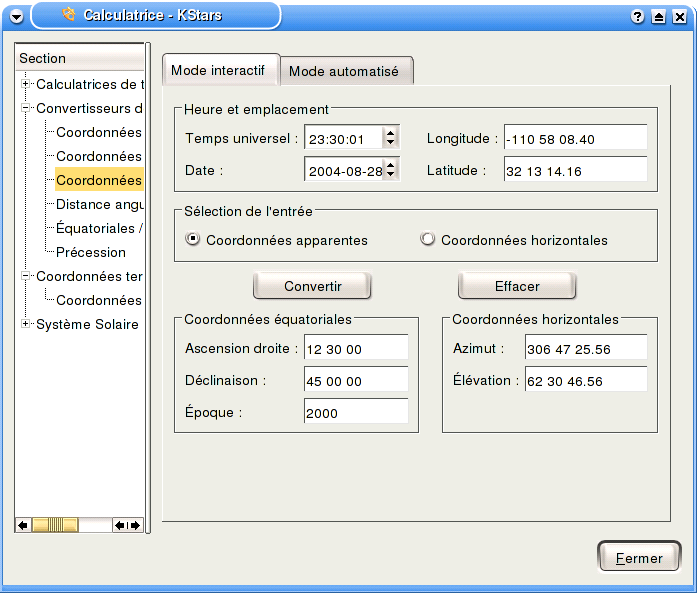 Calculatrice - KStars
Section
Calculatrices de t
Convertisseurs d
Coordonnées
Coordonnées
Coordonnées
Distance angu
Équatoriales /
Précession
Coordonnées ter
Coordonnées
Système Solaire
Mode interactif
Mode automatisé
Heure et emplacement
Temps universel : 23:30:01 Longitude : -110 58 08.40
Date : 2004-08-28 Latitude : 32 13 14.16
Sélection de l'entrée
Coordonnées apparentes Coordonnées horizontales
Convertir Effacer
Coordonnées équatoriales
Ascension droite : 12 30 00
Déclinaison : 45 00 00
Époque : 2000
Coordonnées horizontales
Azimut : 306 47 25.56
Élévation : 62 30 46.56
Fermer